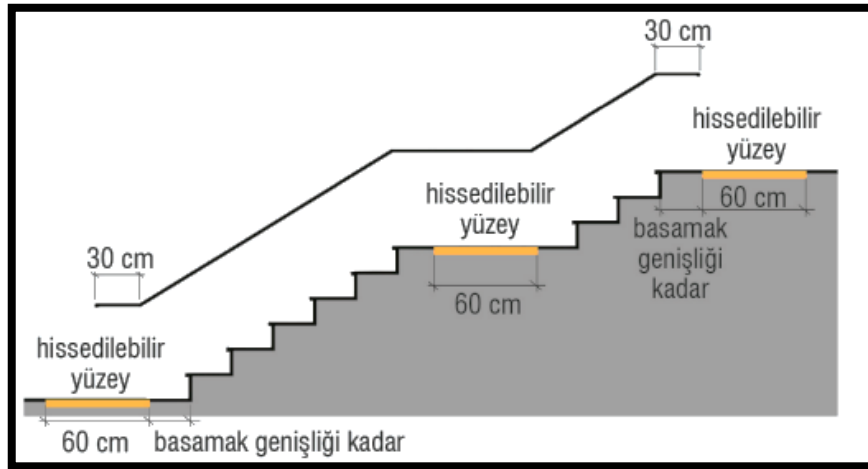 30 cm
hissedilebilir
yüzey
hissedilebilir
yüzey
60 cm
30 cm
basamak
genişliği
kadar
60 cm
hissedilebilir
yüzey
60 cm
basamak genişliği kadar